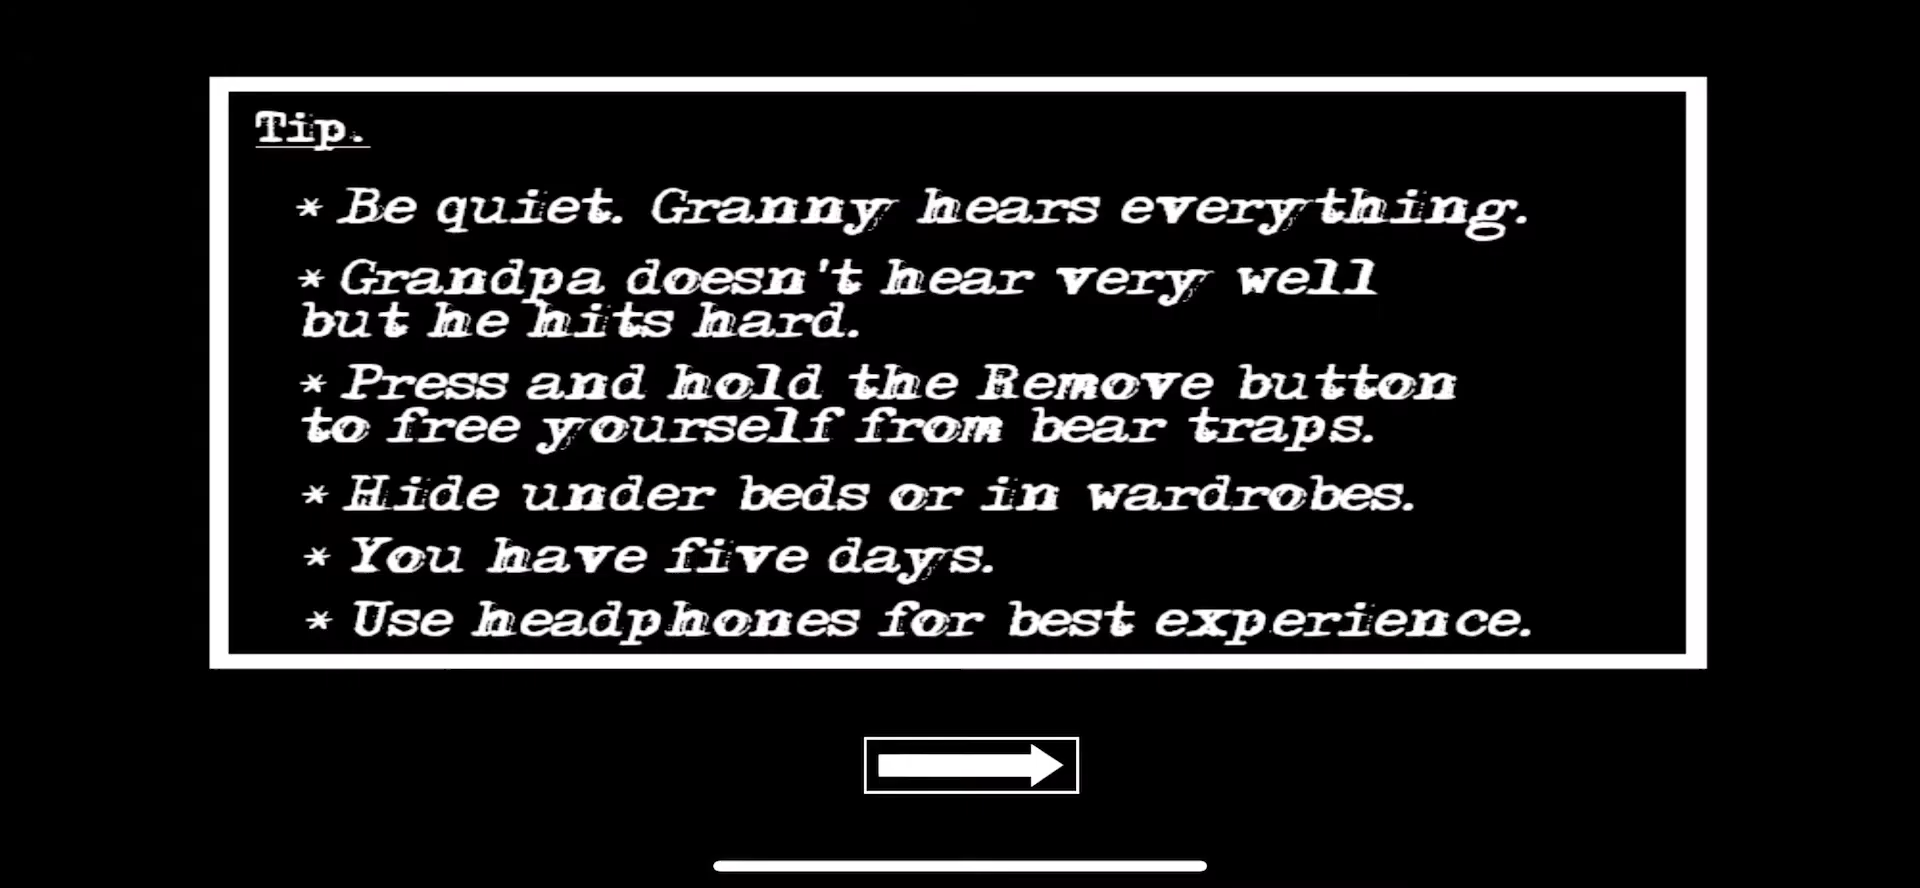 Tip.
* Be quiet. Granny hears everything.
* Grandpa doesn't hear very well
but he hits hard.
* Press and hold the Remove button
to free yourself from bear traps.
* Hide under beds or in wardrobes.
* You have five days.
* Use headphones for best experience.